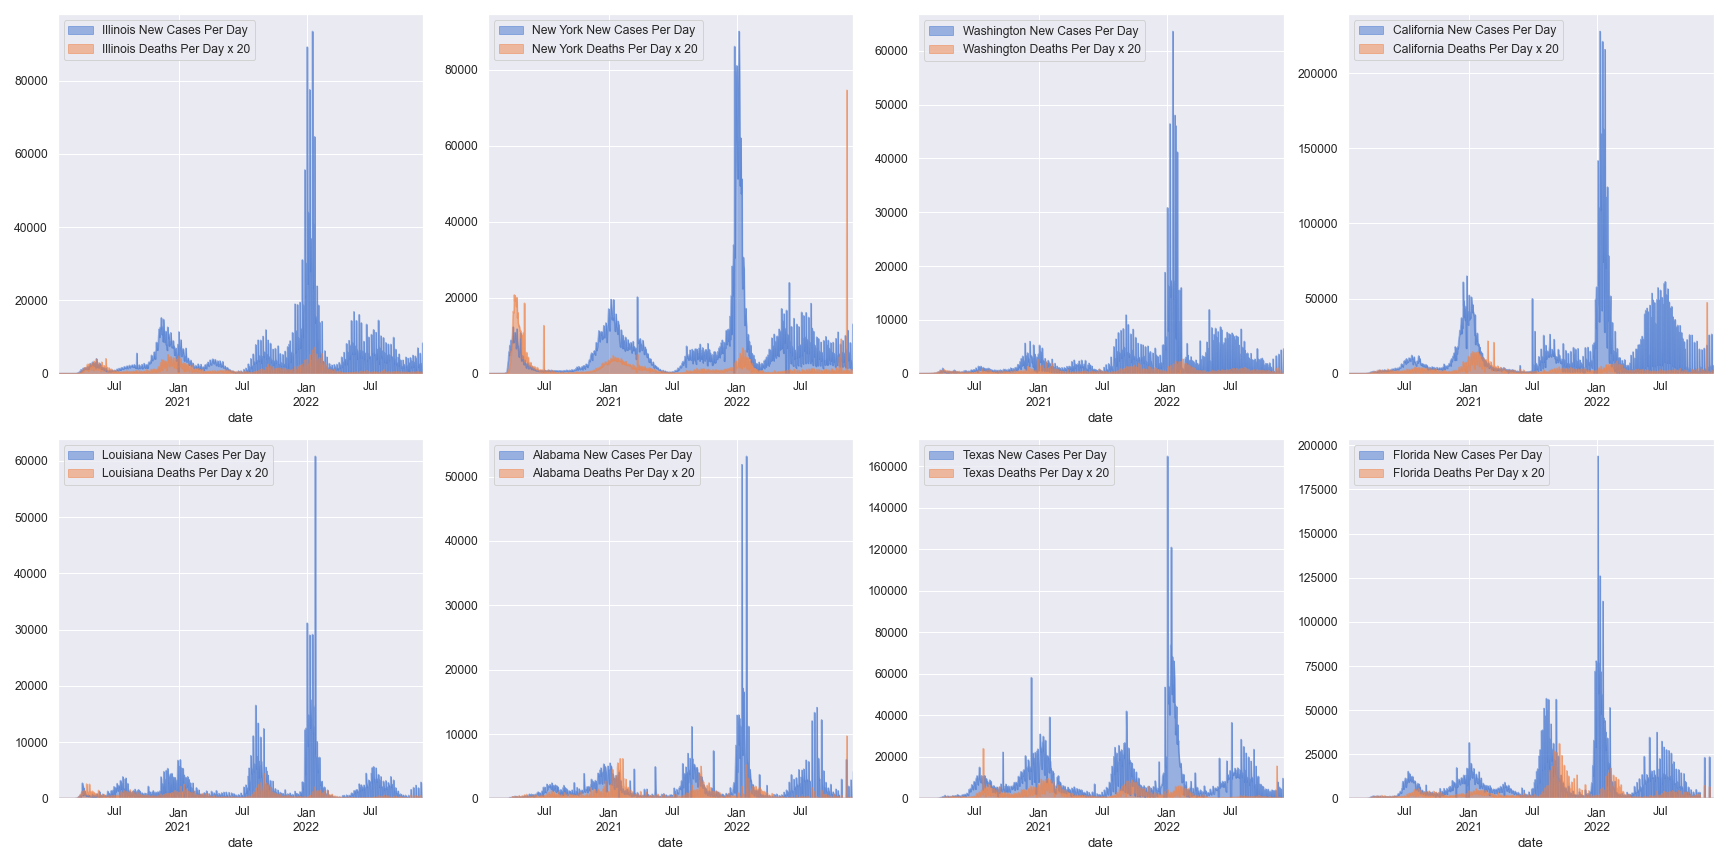 Illinois New Cases Per Day
Illinois Deaths Per Day x 20
80000
60000
40000
20000
0
Jul
Jan
2021
Jul
Jan
2022
Jul
date
New York New Cases Per Day
New York Deaths Per Day x 20
80000
60000
40000
20000
0
Jul
Jan
2021
Jul
Jan
2022
Jul
date
Washington New Cases Per Day
Washington Deaths Per Day x 20
60000
50000
40000
30000
20000
10000
0
Jul
Jan
2021
Jul
Jan
2022
Jul
date
California New Cases Per Day
California Deaths Per Day x 20
200000
150000
100000
50000
0
Jul
Jan
2021
Jul
Jan
2022
Jul
date
Louisiana New Cases Per Day
Louisiana Deaths Per Day x 20
60000
50000
40000
30000
20000
10000
0
Jul
Jan
2021
Jul
Jan
2022
Jul
date
Alabama New Cases Per Day
Alabama Deaths Per Day x 20
50000
40000
30000
20000
10000
0
Jul
Jan
2021
Jul
Jan
2022
Jul
date
Texas New Cases Per Day
Texas Deaths Per Day x 20
160000
140000
120000
100000
80000
60000
40000
20000
0
Jul
Jan
2021
Jul
Jan
2022
Jul
date
Florida New Cases Per Day
Florida Deaths Per Day x 20
200000
175000
150000
125000
100000
75000
50000
25000
0
Jul
Jan
2021
Jul
Jan
2022
Jul
date